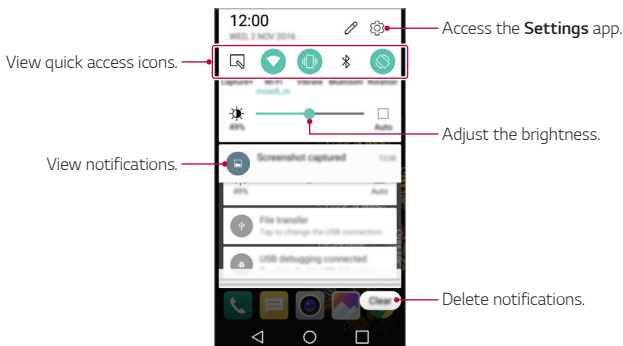 12:00
WED, 2 NOV 2016
Access the Settings app.
View quick access icons.
Capture+ Wi-Fi Vibrate Bluetooth Rotation
49% Auto
Adjust the brightness.
View notifications.
Screenshot captured 12:00
49% Auto
File transfer
Tap to change the USB connection
USB debugging connected
Clear
Delete notifications.